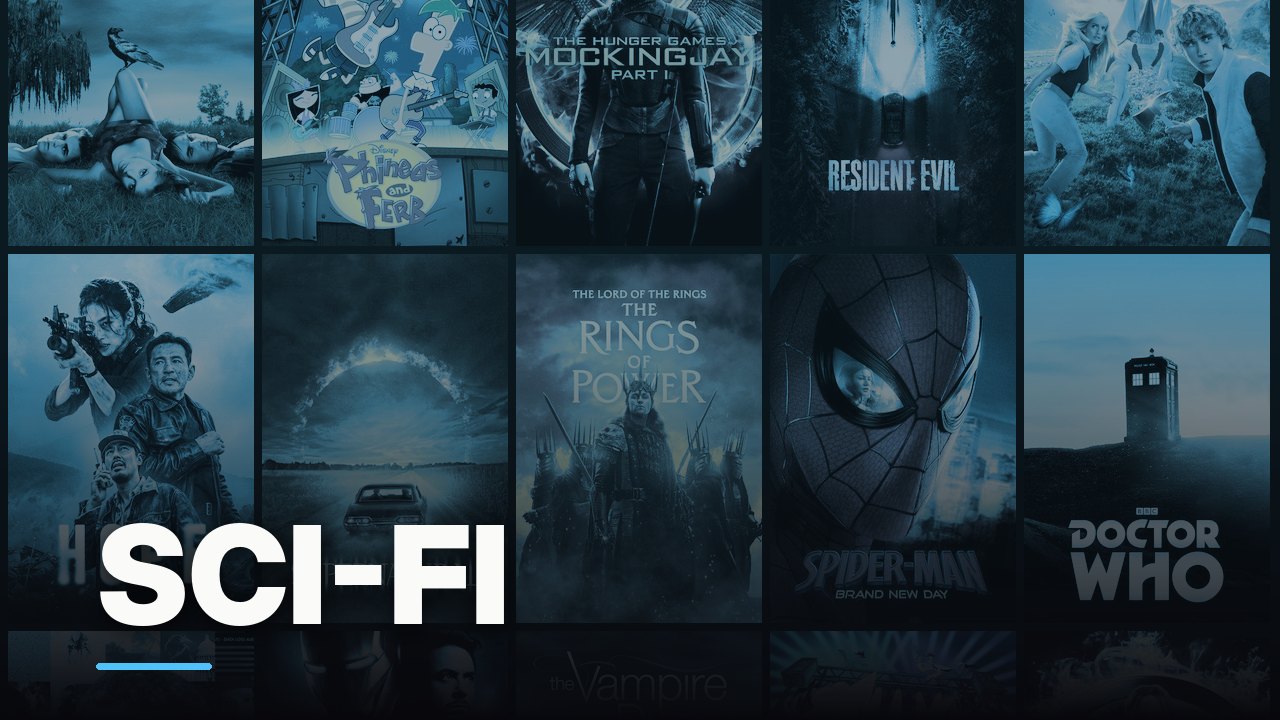 THE HUNGER GAMES
MOCKINGJAY
PART 1
Disney
Phineas
and
FERB
RESIDENT EVIL
THE LORD OF THE RINGS
THE
RINGS
OF
POWER
SPIDER-MAN
BRAND NEW DAY
BBC
DOCTOR
WHO
SCI-FI
the Vampire